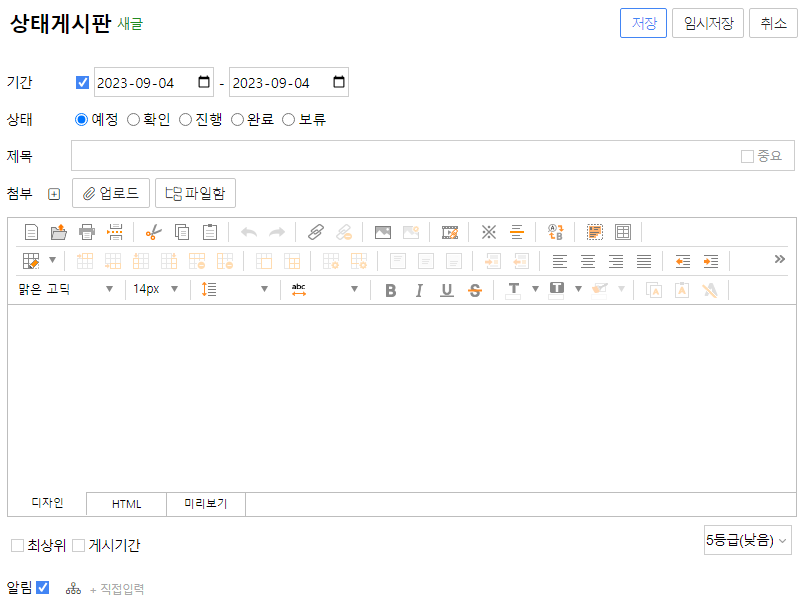 상태게시판 새글 저장 임시저장 취소
기간 2023-09-04 - 2023-09-04
상태 예정 확인 진행 완료 보류
제목 중요
첨부 업로드 파일함
맑은 고딕 14px abc B I U S T T
디자인 HTML 미리보기
최상위 게시기간 5등급(낮음)
알림 + 직접입력